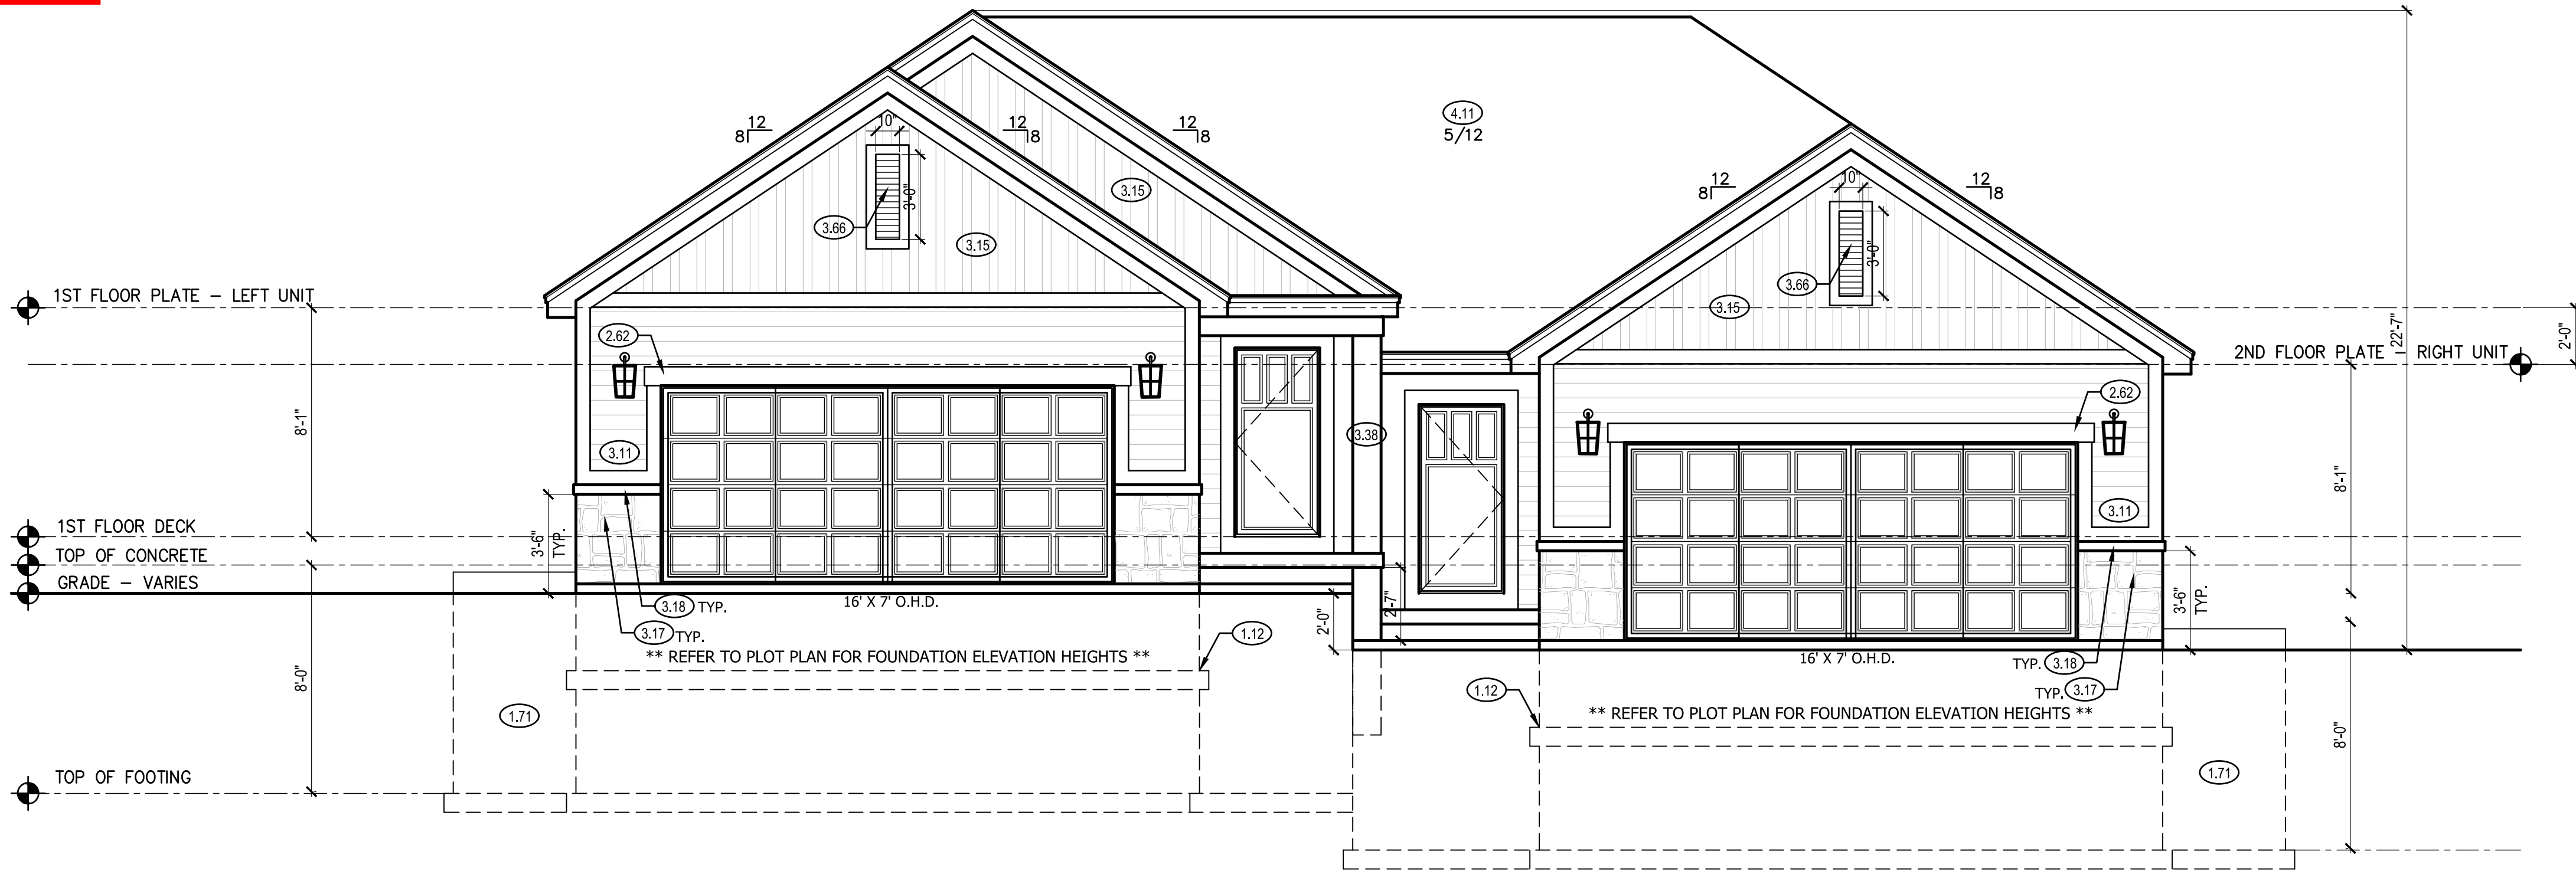 4.11
5/12
12
8
12
8
12
8
12
8
12
8
10"
3'-0"
3.66
3.15
3.15
10"
3'-0"
3.66
3.15
22'-7"
2'-0"
1ST FLOOR PLATE - LEFT UNIT
2ND FLOOR PLATE - RIGHT UNIT
2.62
2.62
8'-1"
3.11
3.38
3.11
8'-1"
1ST FLOOR DECK
TOP OF CONCRETE
GRADE - VARIES
3'-6"
TYP.
3.18 TYP.
3.17 TYP.
16' X 7' O.H.D.
** REFER TO PLOT PLAN FOR FOUNDATION ELEVATION HEIGHTS **
1.12
2'-0"
2'-7"
3'-6"
TYP.
16' X 7' O.H.D.
TYP. 3.18
TYP. 3.17
1.12
** REFER TO PLOT PLAN FOR FOUNDATION ELEVATION HEIGHTS **
8'-0"
1.71
8'-0"
1.71
TOP OF FOOTING